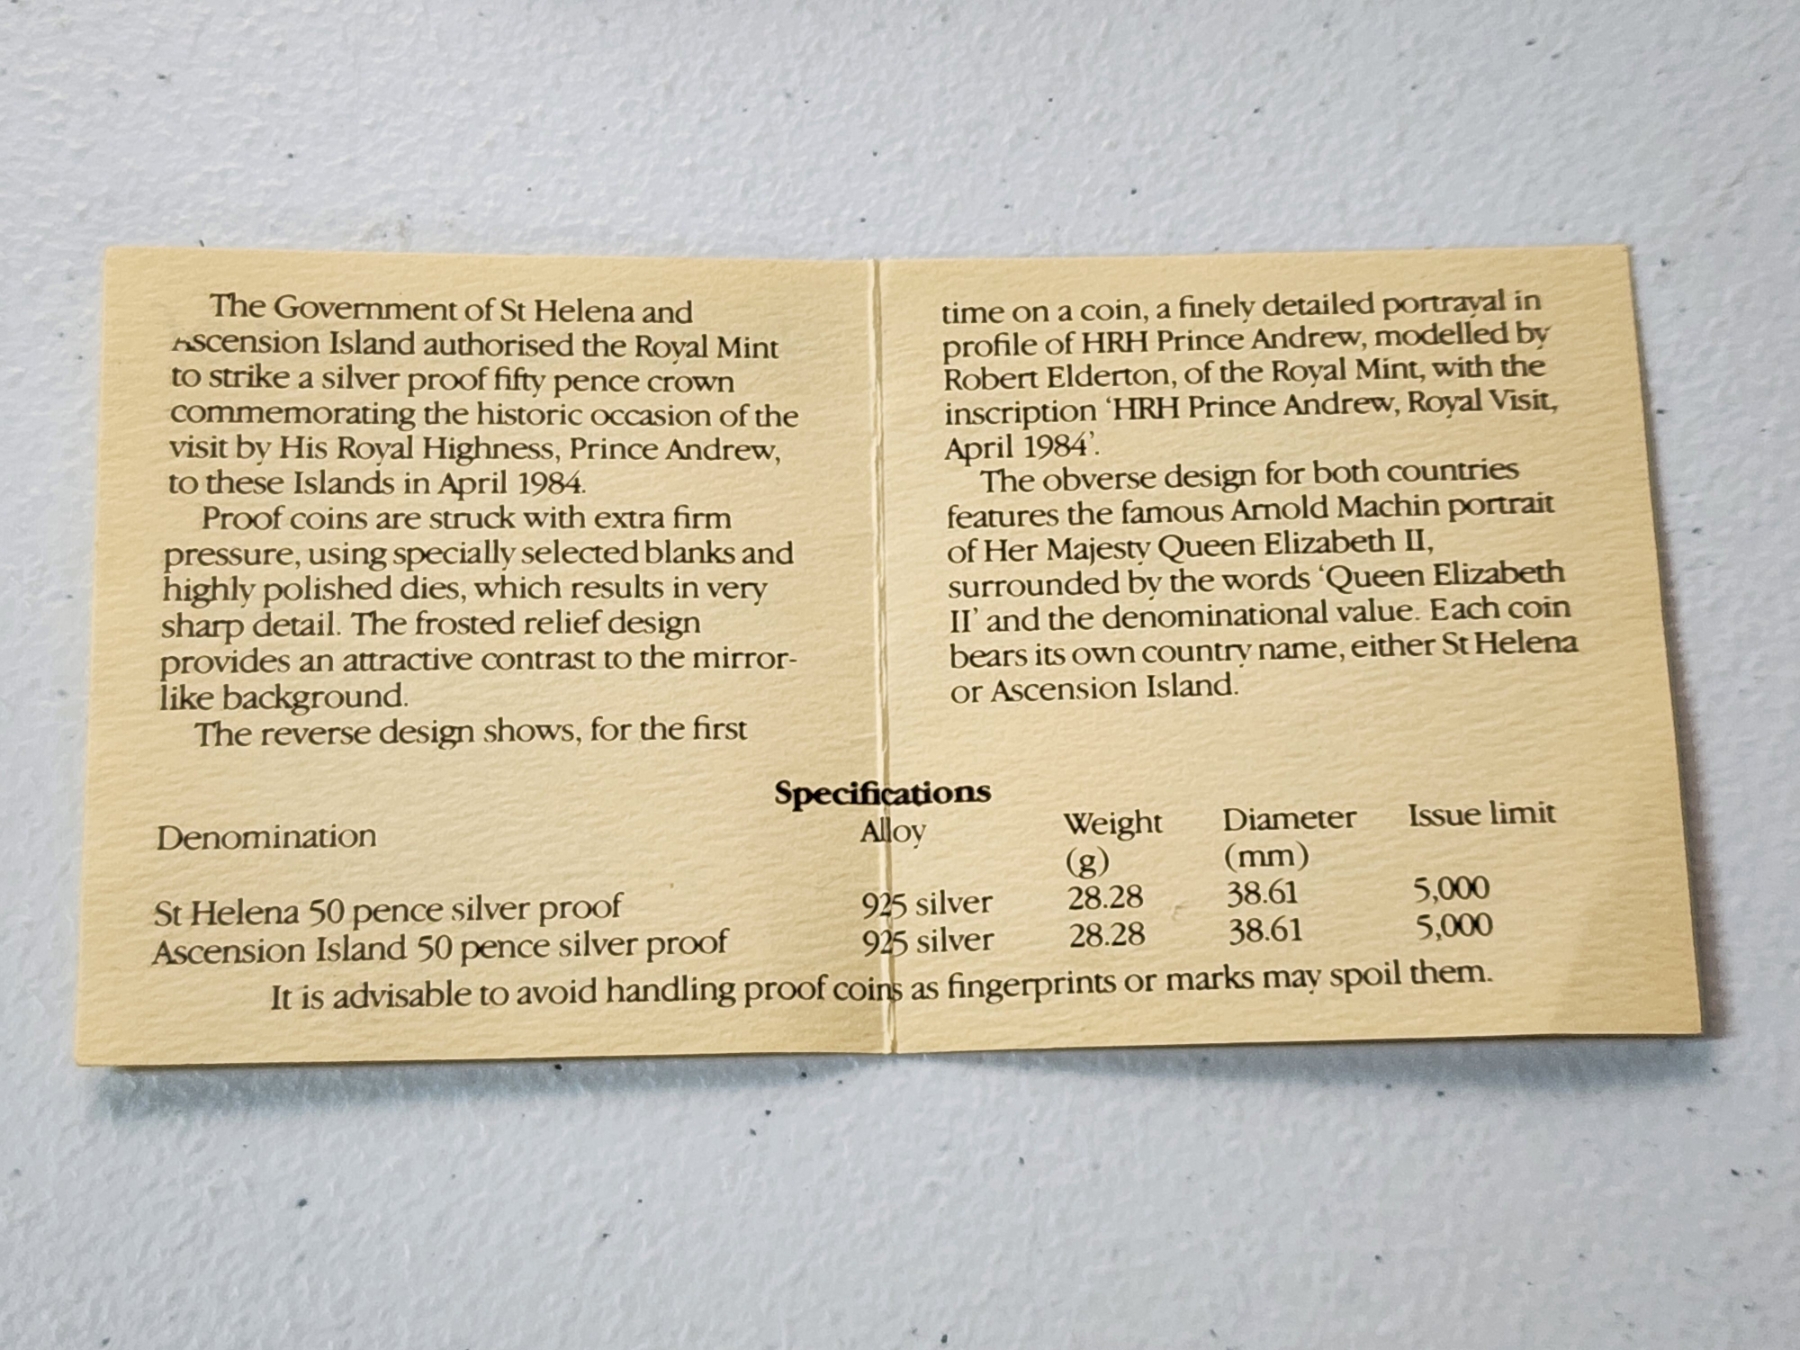 The Government of St Helena and
Ascension Island authorised the Royal Mint
to strike a silver proof fifty pence crown
commemorating the historic occasion of the
visit by His Royal Highness, Prince Andrew,
to these Islands in April 1984.
Proof coins are struck with extra firm
pressure, using specially selected blanks and
highly polished dies, which results in very
sharp detail. The frosted relief design
provides an attractive contrast to the mirror-
like background.
The reverse design shows, for the first
time on a coin, a finely detailed portrayal in
profile of HRH Prince Andrew, modelled by
Robert Elderton, of the Royal Mint, with the
inscription ‘HRH Prince Andrew, Royal Visit,
April 1984’.
The obverse design for both countries
features the famous Arnold Machin portrait
of Her Majesty Queen Elizabeth II,
surrounded by the words ‘Queen Elizabeth
II’ and the denominational value. Each coin
bears its own country name, either St Helena
or Ascension Island.
Specifications
Denomination Alloy Weight Diameter Issue limit
(g) (mm)
St Helena 50 pence silver proof 925 silver 28.28 38.61 5,000
Ascension Island 50 pence silver proof 925 silver 28.28 38.61 5,000
It is advisable to avoid handling proof coins as fingerprints or marks may spoil them.